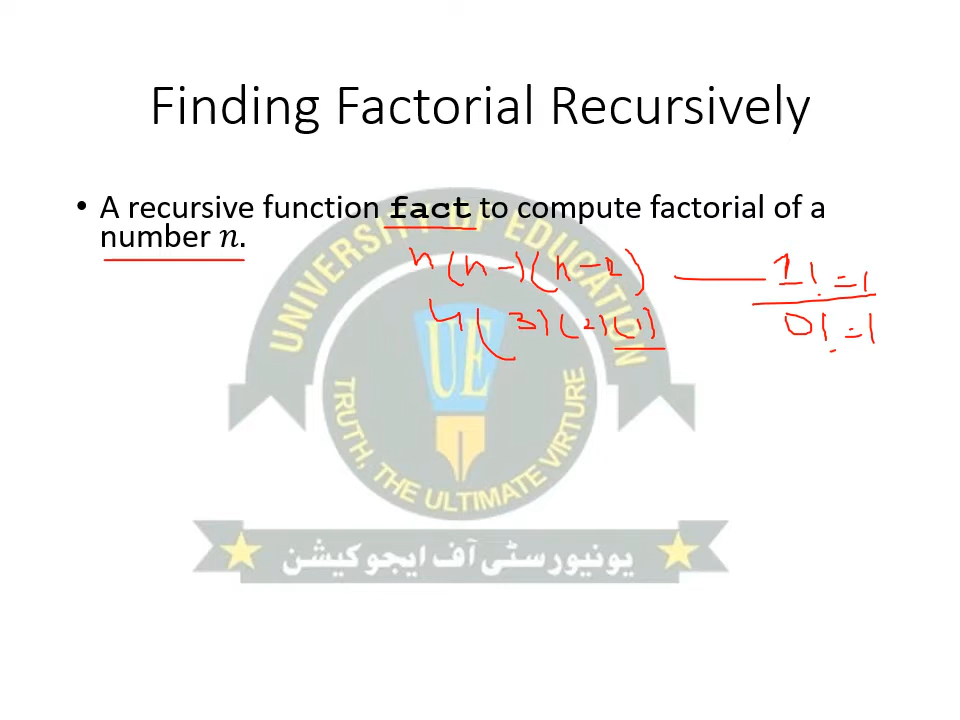 Finding Factorial Recursively
• A recursive function fact to compute factorial of a
number n.
n(n-1)(n-2) 1! = 1
4(3)(2)(1) 0! = 1
UNIVERSITY OF EDUCATION
UE
TRUTH, THE ULTIMATE VIRTURE
یونیورسٹی آف ایجوکیشن